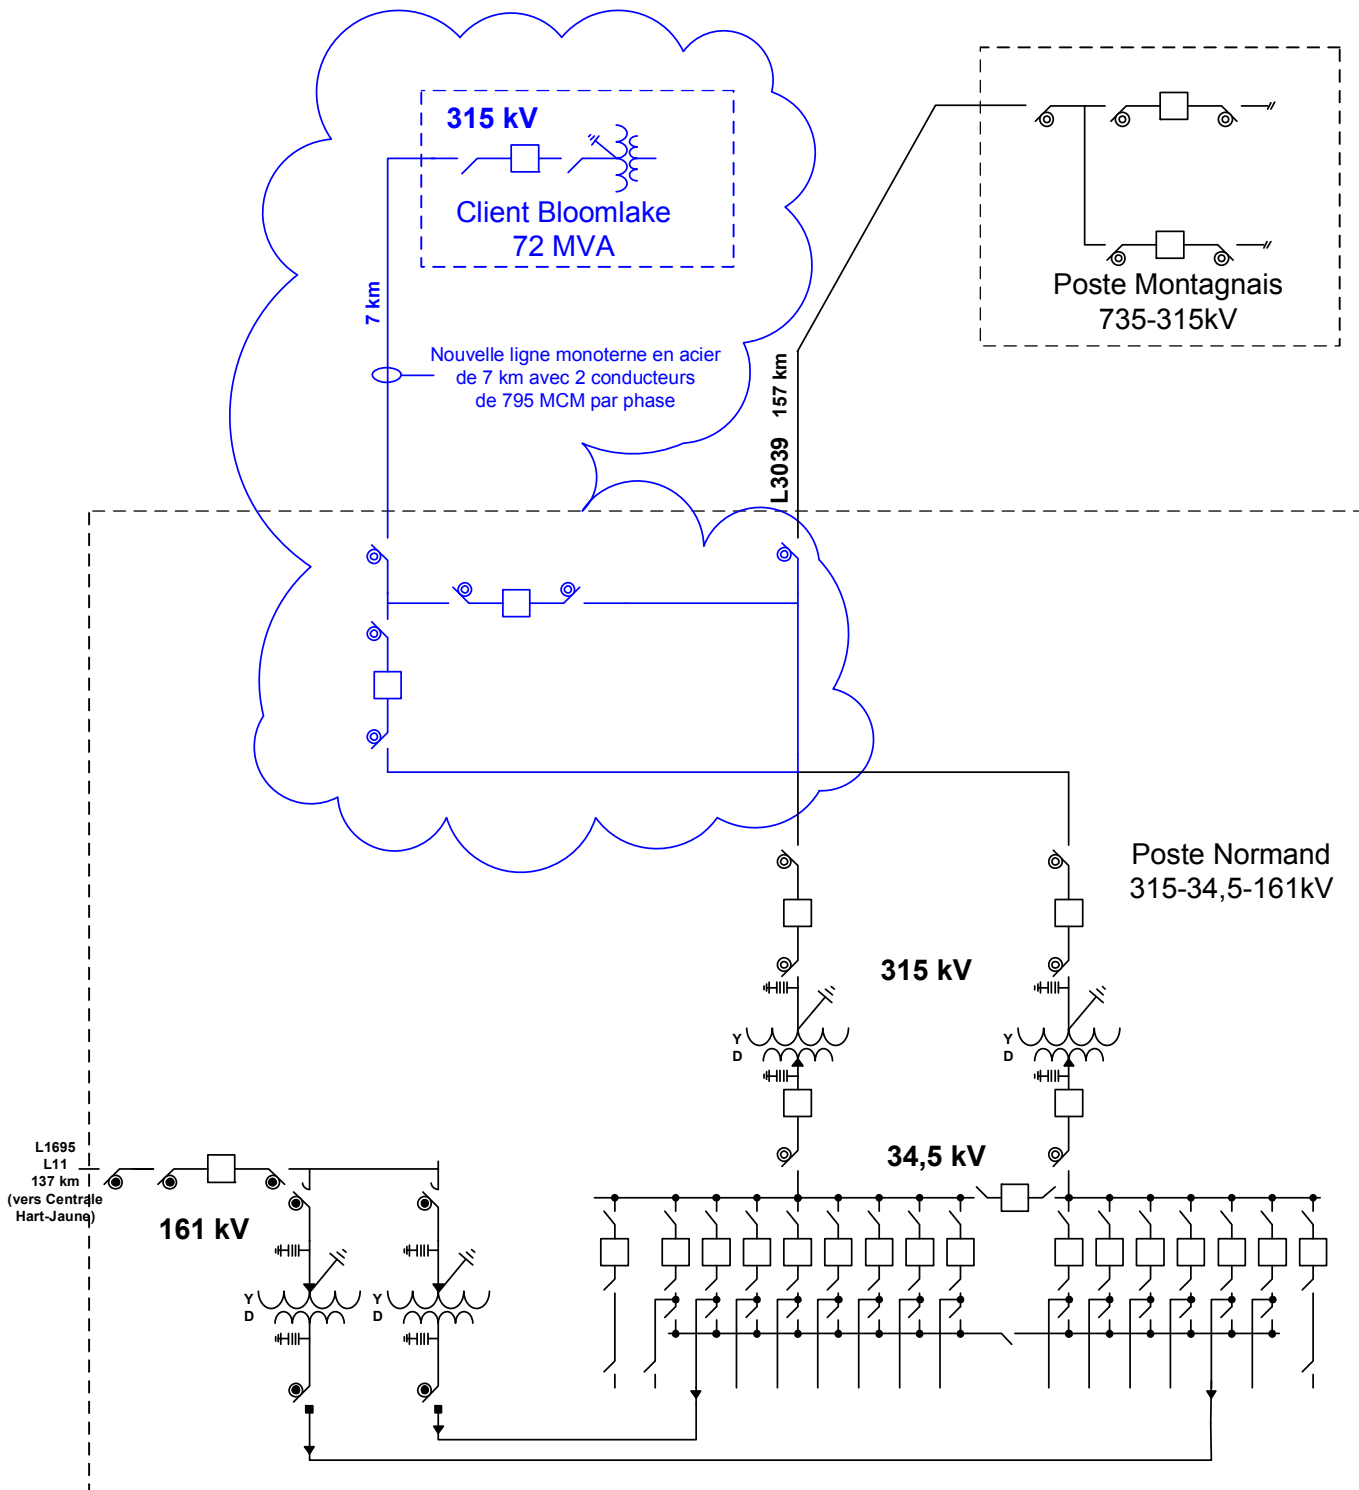 315 kV
Client Bloomlake
72 MVA
7 km
Nouvelle ligne monoterne en acier
de 7 km avec 2 conducteurs
de 795 MCM par phase
Poste Montagnais
735-315kV
L3039 157 km
Poste Normand
315-34,5-161kV
315 kV
Y
D
Y
D
34,5 kV
L1695
L11
137 km
(vers Centrale
Hart-Jaune)
161 kV
Y
D
Y
D